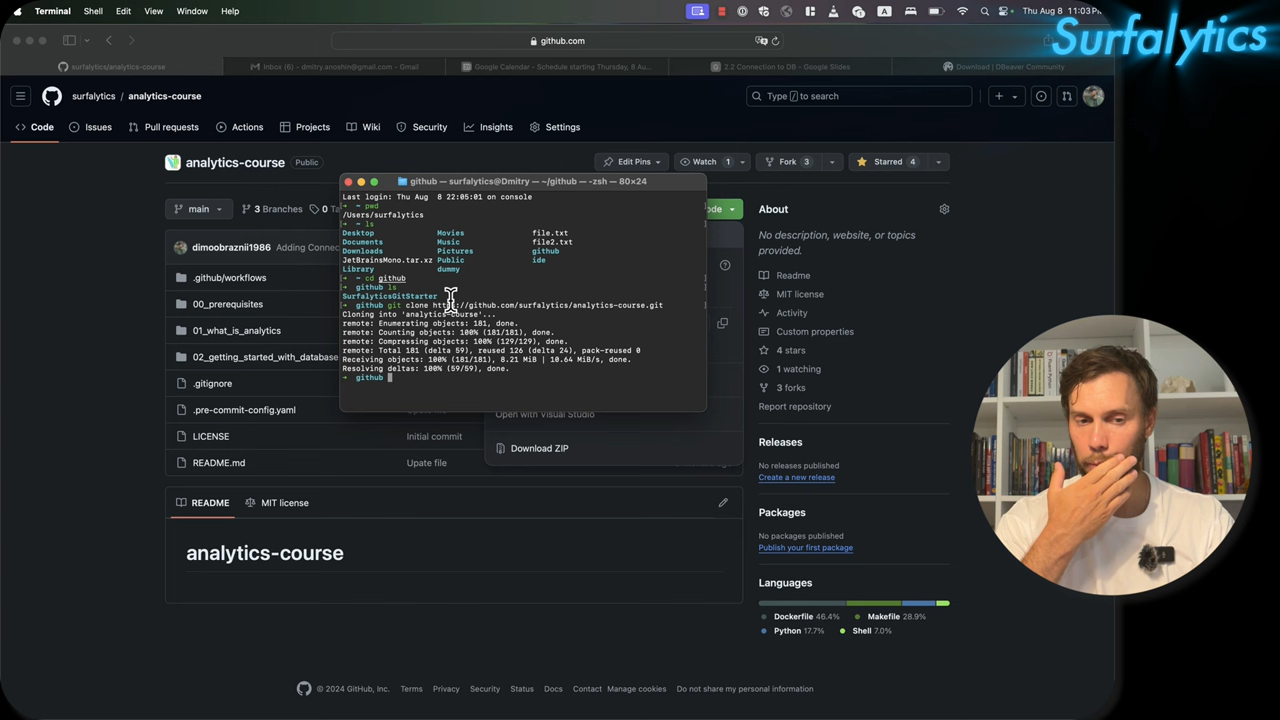 Terminal Shell Edit View Window Help
A
Thu Aug 8 11:03
Surfalytics
github.com
surfalytics/analytics-course
Inbox (6) - dmitry.anoshin@gmail.com - Gmail
Google Calendar - Schedule starting Thursday, 8 Au...
2.2 Connection to DB - Google Slides
Download | DBeaver Community
surfalytics / analytics-course
Type / to search
Code Issues Pull requests Actions Projects Wiki Security Insights Settings
analytics-course Public
Edit Pins Watch 1 Fork 3 Starred 4
main 3 Branches 0
ode
dimoobraznii1986 Adding Connec
.github/workflows
00_prerequisites
01_what_is_analytics
02_getting_started_with_database
.gitignore
.pre-commit-config.yaml
LICENSE Initial commit
README.md Upate file
github — surfalytics@Dmitry — ~/github — -zsh — 80×24
Last login: Thu Aug 8 22:05:01 on console
→ ~ pwd
/Users/surfalytics
→ ~ ls
Desktop Movies file.txt
Documents Music file2.txt
Downloads Pictures github
JetBrainsMono.tar.xz Public ide
Library dummy
→ ~ cd github
→ github ls
SurfalyticsGitStarter
→ github git clone https://github.com/surfalytics/analytics-course.git
Cloning into 'analytics-course'...
remote: Enumerating objects: 181, done.
remote: Counting objects: 100% (181/181), done.
remote: Compressing objects: 100% (129/129), done.
remote: Total 181 (delta 59), reused 126 (delta 24), pack-reused 0
Receiving objects: 100% (181/181), 8.21 MiB | 10.64 MiB/s, done.
Resolving deltas: 100% (59/59), done.
→ github
Open with Visual Studio
Download ZIP
README MIT license
analytics-course
About
No description, website, or topics
provided.
Readme
MIT license
Activity
Custom properties
4 stars
1 watching
3 forks
Report repository
Releases
No releases published
Create a new release
Packages
No packages published
Publish your first package
Languages
Dockerfile 46.4% Makefile 28.9%
Python 17.7% Shell 7.0%
© 2024 GitHub, Inc. Terms Privacy Security Status Docs Contact Manage cookies Do not share my personal information